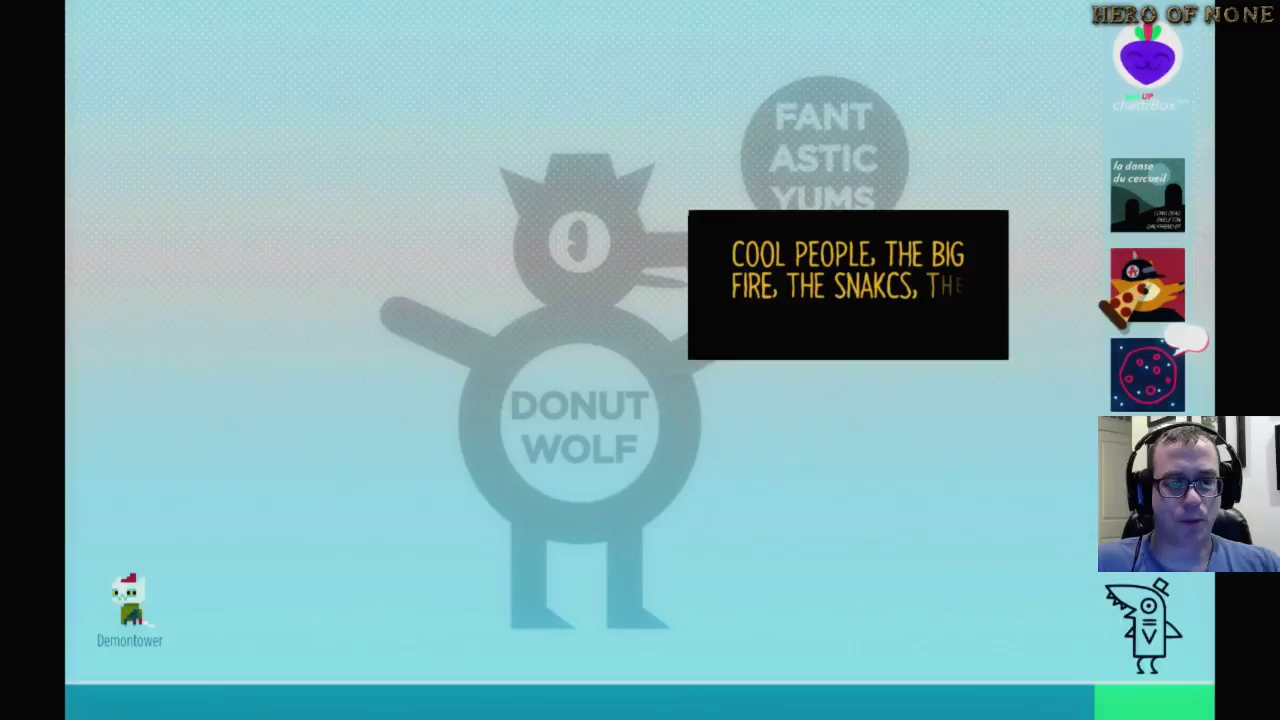 HERO OF NONE
FANT
ASTIC
YUMS
la danse
du cercueil
COOL PEOPLE, THE BIG
FIRE, THE SNAKCS, THE
DONUT
WOLF
Demontower